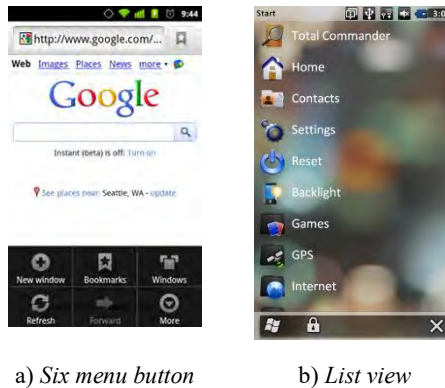 9:44
http://www.google.com/...
Web Images Places News more
Google
Instant (beta) is off: Turn on
See places near: Seattle, WA - update
New window Bookmarks Windows
Refresh Forward More
Start 3:0
Total Commander
Home
Contacts
Settings
Reset
Backlight
Games
GPS
Internet
a) Six menu button
b) List view